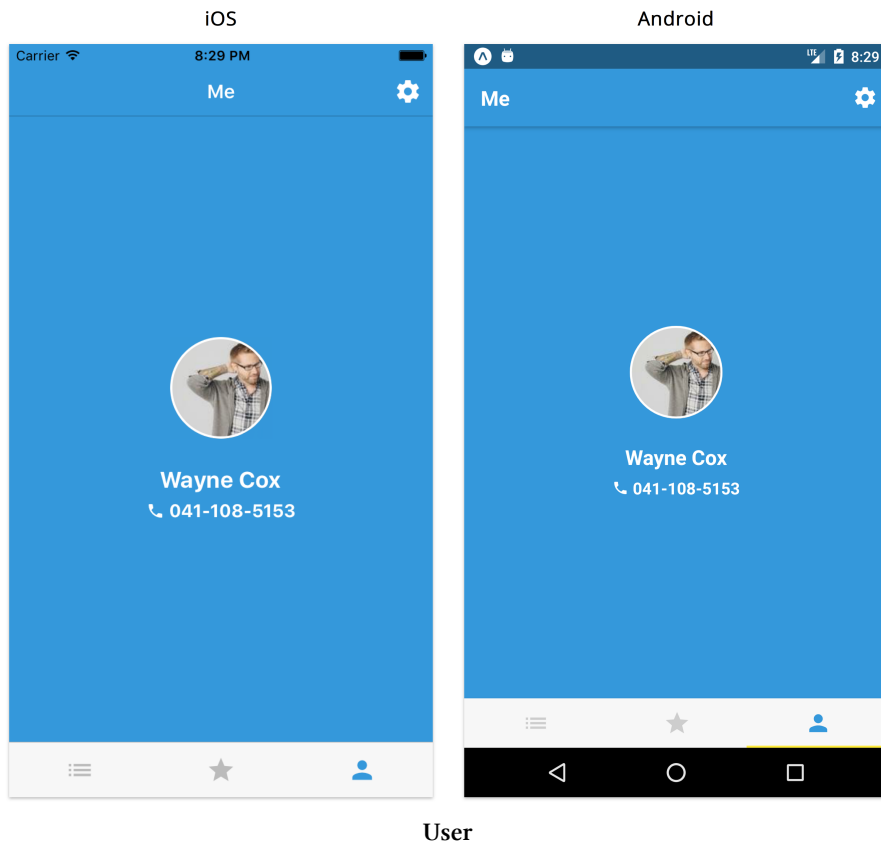 iOS
Carrier 8:29 PM
Me
Wayne Cox
041-108-5153
Android
LTE 8:29
Me
Wayne Cox
041-108-5153
User